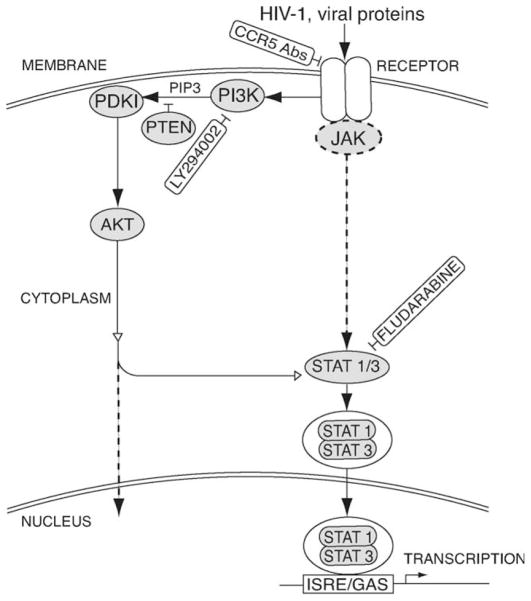 HIV-1, viral proteins
CCR5 Abs
MEMBRANE
RECEPTOR
PIP3
PDKI
PI3K
PTEN
LY294002
JAK
AKT
CYTOPLASM
FLUDARABINE
STAT 1/3
STAT 1
STAT 3
NUCLEUS
STAT 1
STAT 3
TRANSCRIPTION
ISRE/GAS